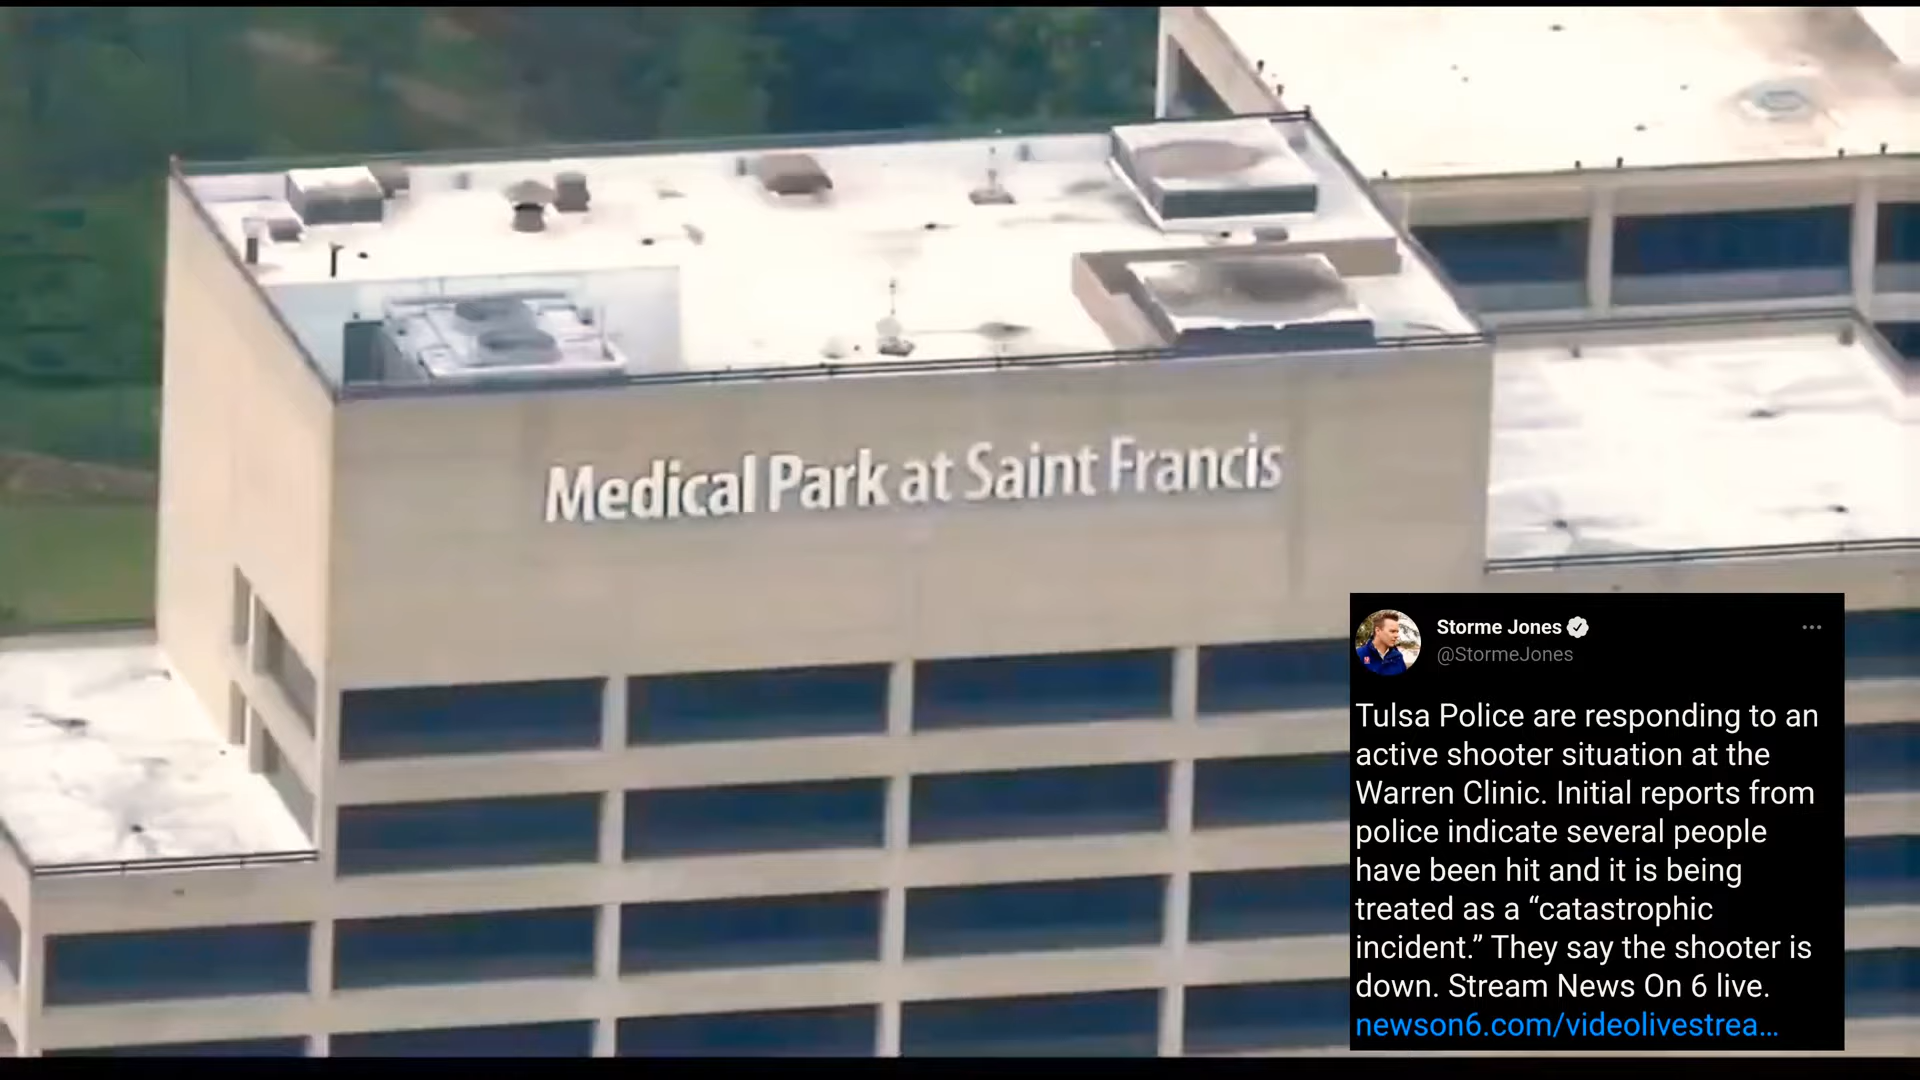 Medical Park at Saint Francis
Storme Jones
@StormeJones
Tulsa Police are responding to an
active shooter situation at the
Warren Clinic. Initial reports from
police indicate several people
have been hit and it is being
treated as a “catastrophic
incident.” They say the shooter is
down. Stream News On 6 live.
newson6.com/videolivestrea…